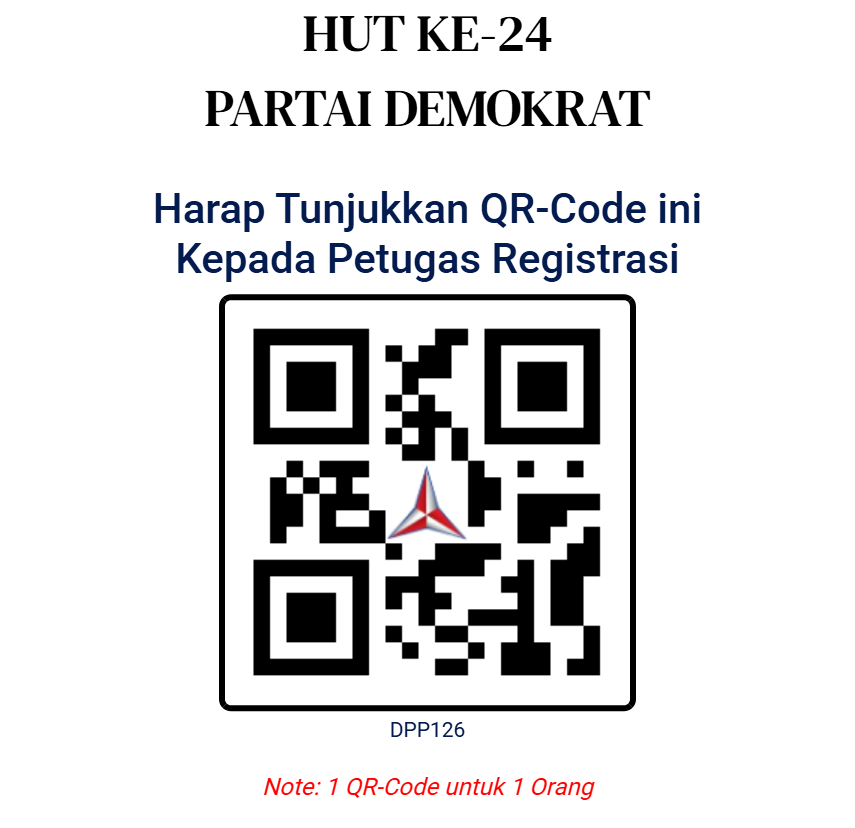 HUT KE-24
PARTAI DEMOKRAT
Harap Tunjukkan QR-Code ini
Kepada Petugas Registrasi
DPP126
Note: 1 QR-Code untuk 1 Orang